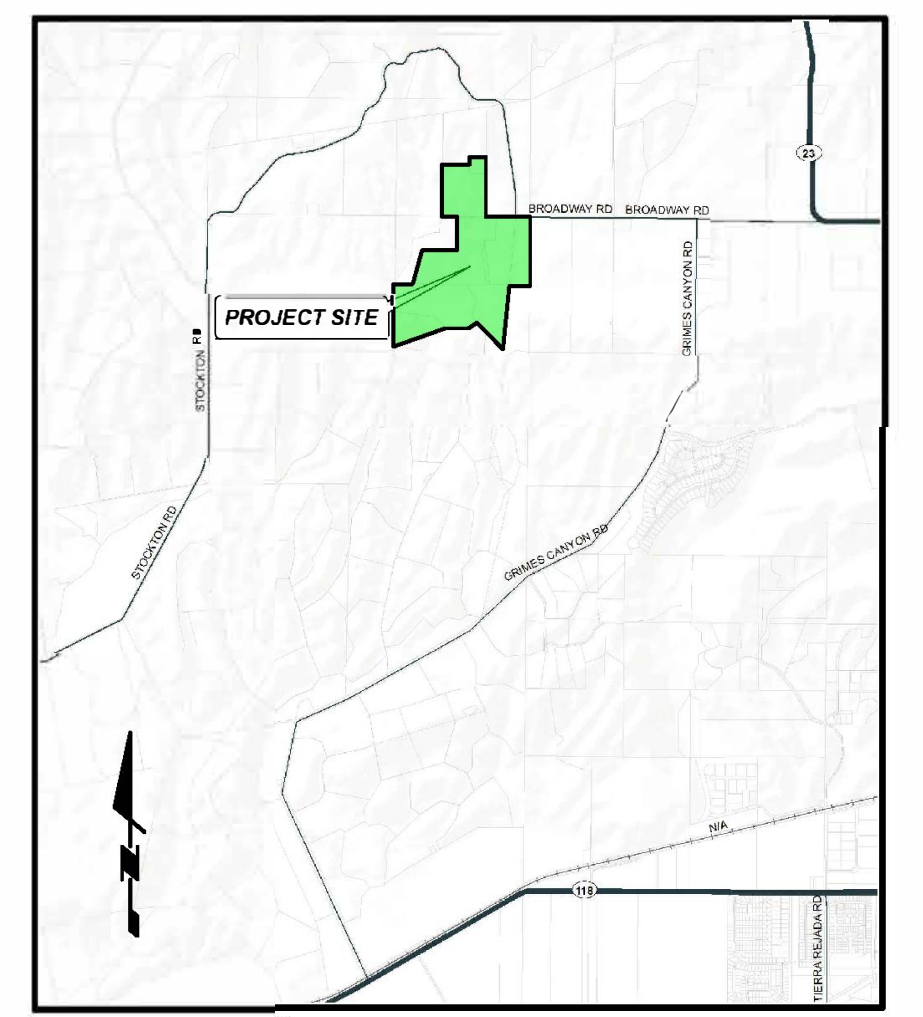 23
BROADWAY RD BROADWAY RD
GRIMES CANYON RD
PROJECT SITE
STOCKTON RD
STOCKTON RD
GRIMES CANYON RD
N/A
N
118
TIERRA REJADA RD